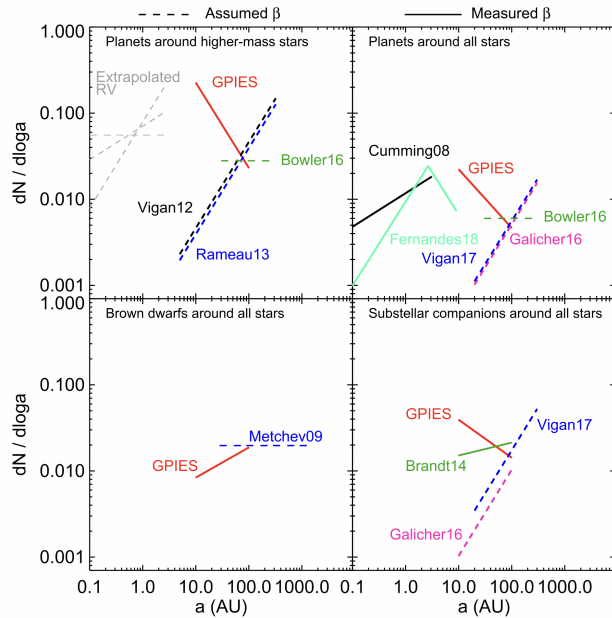 Assumed β
Measured β
Planets around higher-mass stars
Extrapolated
RV
GPIES
Bowler16
Vigan12
Rameau13
1.000
0.100
0.010
0.001
dN / dloga
Planets around all stars
Cumming08
GPIES
Bowler16
Fernandes18
Galicher16
Vigan17
Brown dwarfs around all stars
Metchev09
GPIES
1.000
0.100
0.010
0.001
dN / dloga
0.1
1.0
10.0
100.0
1000.0
a (AU)
Substellar companions around all stars
GPIES
Vigan17
Brandt14
Galicher16
0.1
1.0
10.0
100.0
1000.0
a (AU)